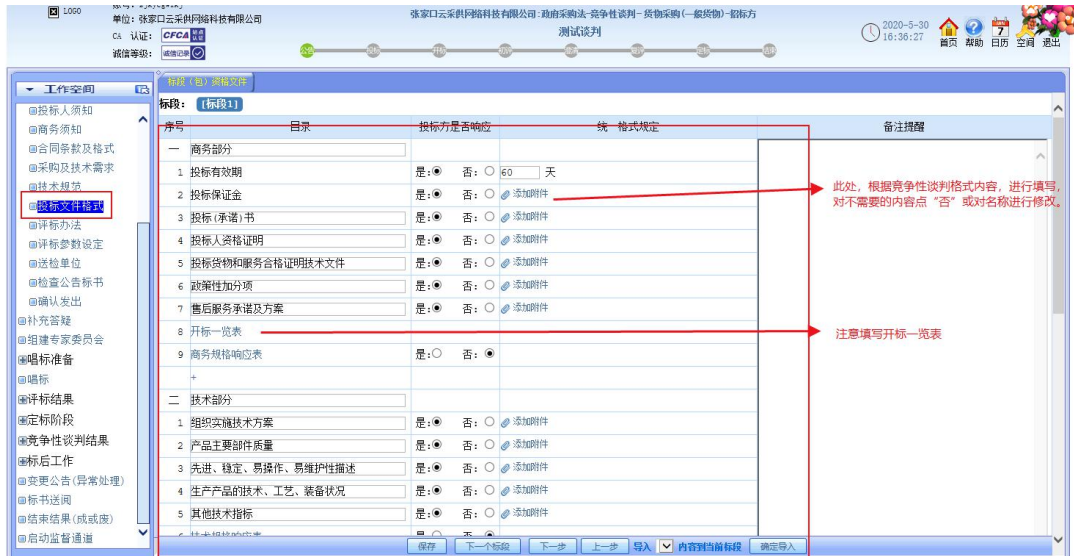 LOGO
单位: 张家口云采供网络科技有限公司
CA 认证: CFCA
诚信等级: 诚信记录
张家口云采供网络科技有限公司:政府采购法-竞争性谈判-货物采购(一般货物)-招标方
测试谈判
2020-5-30
16:36:27
首页 帮助 日历 空间 退出
工作空间
投标人须知
商务须知
合同条款及格式
采购及技术需求
技术规范
投标文件格式
评标办法
评标参数设定
送检单位
检查公告标书
确认发出
补充答疑
组建专家委员会
唱标准备
唱标
评标结果
定标阶段
竞争性谈判结果
标后工作
变更公告(异常处理)
标书送阅
结束结果(成或废)
启动监督通道
标段(包)资格文件
标段: [标段1]
序号 目录 投标方是否响应 统一格式规定 备注提醒
一 商务部分
1 投标有效期 是: 否: 60 天
2 投标保证金 是: 否: 添加附件
3 投标(承诺)书 是: 否: 添加附件
4 投标人资格证明 是: 否: 添加附件
5 投标货物和服务合格证明技术文件 是: 否: 添加附件
6 政策性加分项 是: 否: 添加附件
7 售后服务承诺及方案 是: 否: 添加附件
8 开标一览表
9 商务规格响应表 是: 否:
+
二 技术部分
1 组织实施技术方案 是: 否: 添加附件
2 产品主要部件质量 是: 否: 添加附件
3 先进、稳定、易操作、易维护性描述 是: 否: 添加附件
4 生产产品的技术、工艺、装备状况 是: 否: 添加附件
5 其他技术指标 是: 否: 添加附件
此处，根据竞争性谈判格式内容，进行填写，
对不需要的内容点“否”或对名称进行修改。
注意填写开标一览表
保存 下一个标段 下一步 上一步 导入 内容到当前标段 确定导入